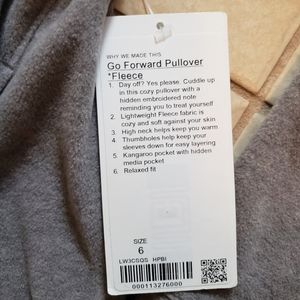 WHY WE MADE THIS
Go Forward Pullover
*Fleece
1. Day off? Yes please. Cuddle up
in this cozy pullover with a
hidden embroidered note
reminding you to treat yourself
2. Lightweight Fleece fabric is
cozy and soft against your skin
3. High neck helps keep you warm
4. Thumbholes help keep your
sleeves down for easy layering
5. Kangaroo pocket with hidden
media pocket
6. Relaxed fit
SIZE
6
LW3CSQS HPBI
000113276000